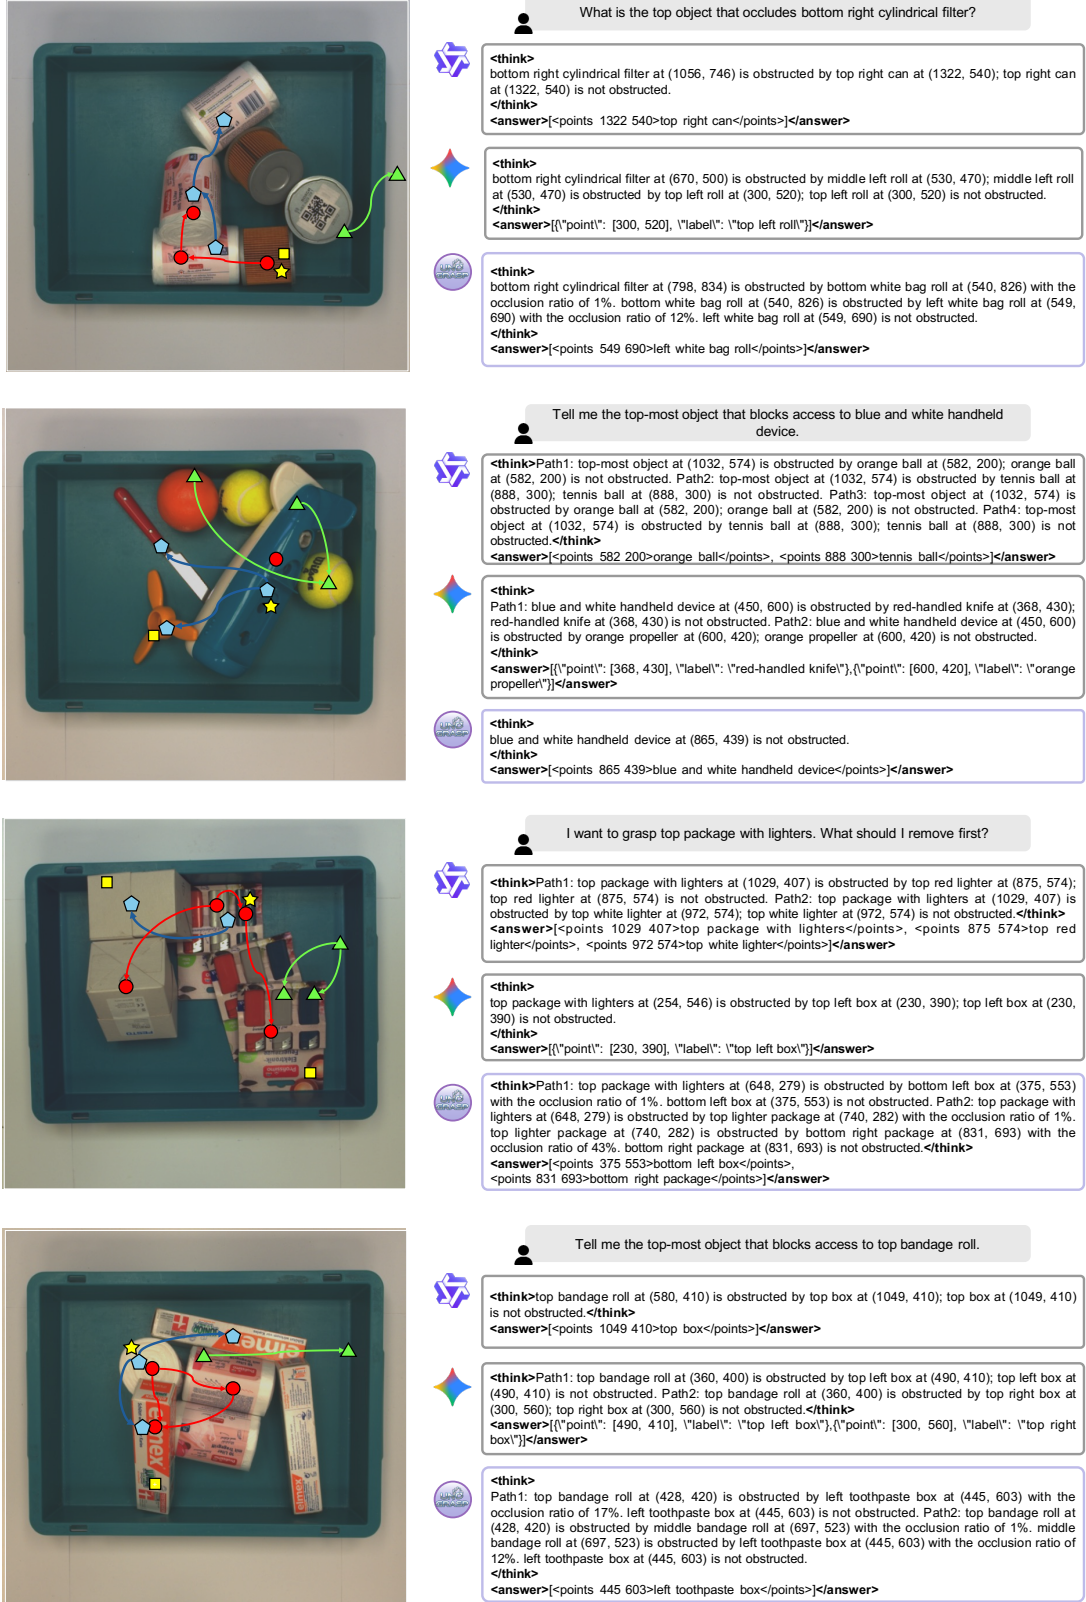 What is the top object that occludes bottom right cylindrical filter?
<think>
bottom right cylindrical filter at (1056, 746) is obstructed by top right can at (1322, 540); top right can
at (1322, 540) is not obstructed.
</think>
<answer>[<points 1322 540>top right can</points>]</answer>
<think>
bottom right cylindrical filter at (670, 500) is obstructed by middle left roll at (530, 470); middle left roll
at (530, 470) is obstructed by top left roll at (300, 520); top left roll at (300, 520) is not obstructed.
</think>
<answer>[{\"point\": [300, 520], \"label\": \"top left roll\"}]</answer>
<think>
bottom right cylindrical filter at (798, 834) is obstructed by bottom white bag roll at (540, 826) with the
occlusion ratio of 1%. bottom white bag roll at (540, 826) is obstructed by left white bag roll at (549,
690) with the occlusion ratio of 12%. left white bag roll at (549, 690) is not obstructed.
</think>
<answer>[<points 549 690>left white bag roll</points>]</answer>
Tell me the top-most object that blocks access to blue and white handheld
device.
<think>Path1: top-most object at (1032, 574) is obstructed by orange ball at (582, 200); orange ball
at (582, 200) is not obstructed. Path2: top-most object at (1032, 574) is obstructed by tennis ball at
(888, 300); tennis ball at (888, 300) is not obstructed. Path3: top-most object at (1032, 574) is
obstructed by orange ball at (582, 200); orange ball at (582, 200) is not obstructed. Path4: top-most
object at (1032, 574) is obstructed by tennis ball at (888, 300); tennis ball at (888, 300) is not
obstructed.</think>
<answer>[<points 582 200>orange ball</points>, <points 888 300>tennis ball</points>]</answer>
<think>
Path1: blue and white handheld device at (450, 600) is obstructed by red-handled knife at (368, 430);
red-handled knife at (368, 430) is not obstructed. Path2: blue and white handheld device at (450, 600)
is obstructed by orange propeller at (600, 420); orange propeller at (600, 420) is not obstructed.
</think>
<answer>[{\"point\": [368, 430], \"label\": \"red-handled knife\"},{\"point\": [600, 420], \"label\": \"orange
propeller\"}]</answer>
<think>
blue and white handheld device at (865, 439) is not obstructed.
</think>
<answer>[<points 865 439>blue and white handheld device</points>]</answer>
I want to grasp top package with lighters. What should I remove first?
<think>Path1: top package with lighters at (1029, 407) is obstructed by top red lighter at (875, 574);
top red lighter at (875, 574) is not obstructed. Path2: top package with lighters at (1029, 407) is
obstructed by top white lighter at (972, 574); top white lighter at (972, 574) is not obstructed.</think>
<answer>[<points 1029 407>top package with lighters</points>, <points 875 574>top red
lighter</points>, <points 972 574>top white lighter</points>]</answer>
<think>
top package with lighters at (254, 546) is obstructed by top left box at (230, 390); top left box at (230,
390) is not obstructed.
</think>
<answer>[{\"point\": [230, 390], \"label\": \"top left box\"}]</answer>
<think>Path1: top package with lighters at (648, 279) is obstructed by bottom left box at (375, 553)
with the occlusion ratio of 1%. bottom left box at (375, 553) is not obstructed. Path2: top package with
lighters at (648, 279) is obstructed by top lighter package at (740, 282) with the occlusion ratio of 1%.
top lighter package at (740, 282) is obstructed by bottom right package at (831, 693) with the
occlusion ratio of 43%. bottom right package at (831, 693) is not obstructed.</think>
<answer>[<points 375 553>bottom left box</points>,
<points 831 693>bottom right package</points>]</answer>
Tell me the top-most object that blocks access to top bandage roll.
<think>top bandage roll at (580, 410) is obstructed by top box at (1049, 410); top box at (1049, 410)
is not obstructed.</think>
<answer>[<points 1049 410>top box</points>]</answer>
<think>Path1: top bandage roll at (360, 400) is obstructed by top left box at (490, 410); top left box at
(490, 410) is not obstructed. Path2: top bandage roll at (360, 400) is obstructed by top right box at
(300, 560); top right box at (300, 560) is not obstructed.</think>
<answer>[{\"point\": [490, 410], \"label\": \"top left box\"},{\"point\": [300, 560], \"label\": \"top right
box\"}]</answer>
<think>
Path1: top bandage roll at (428, 420) is obstructed by left toothpaste box at (445, 603) with the
occlusion ratio of 17%. left toothpaste box at (445, 603) is not obstructed. Path2: top bandage roll at
(428, 420) is obstructed by middle bandage roll at (697, 523) with the occlusion ratio of 1%. middle
bandage roll at (697, 523) is obstructed by left toothpaste box at (445, 603) with the occlusion ratio of
12%. left toothpaste box at (445, 603) is not obstructed.
</think>
<answer>[<points 445 603>left toothpaste box</points>]</answer>
elmex
elmex
elmex